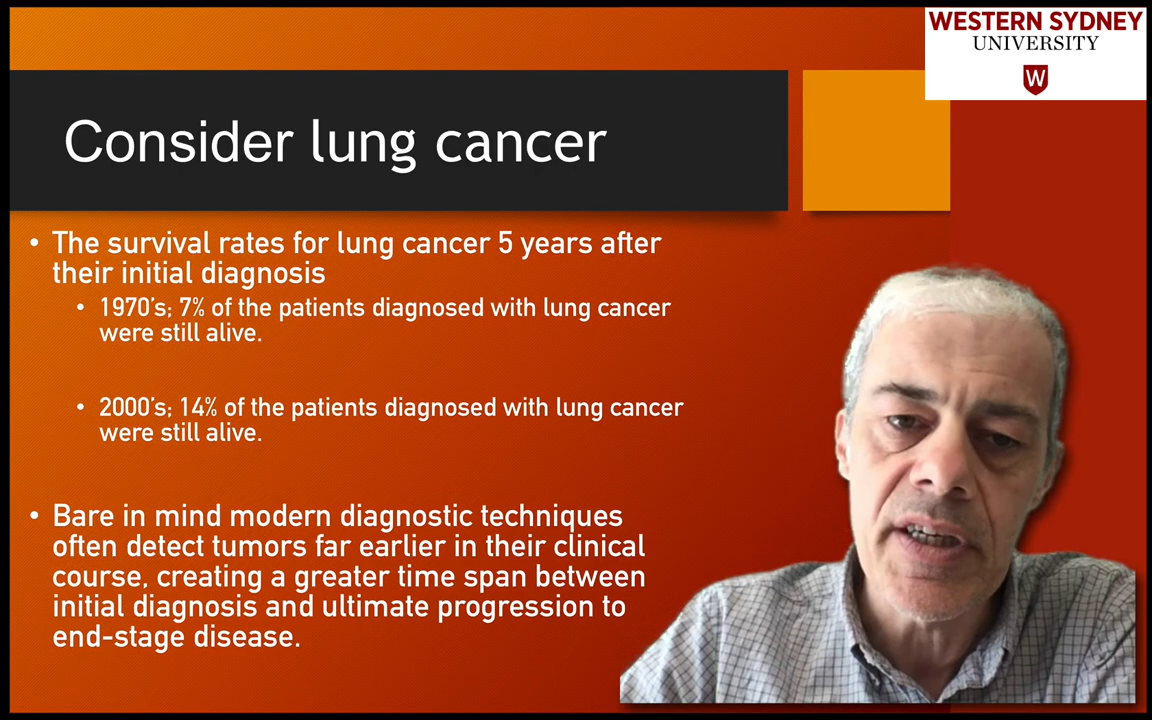 WESTERN SYDNEY
UNIVERSITY
W
Consider lung cancer
• The survival rates for lung cancer 5 years after
their initial diagnosis
• 1970's; 7% of the patients diagnosed with lung cancer
were still alive.
• 2000's; 14% of the patients diagnosed with lung cancer
were still alive.
• Bare in mind modern diagnostic techniques
often detect tumors far earlier in their clinical
course, creating a greater time span between
initial diagnosis and ultimate progression to
end-stage disease.